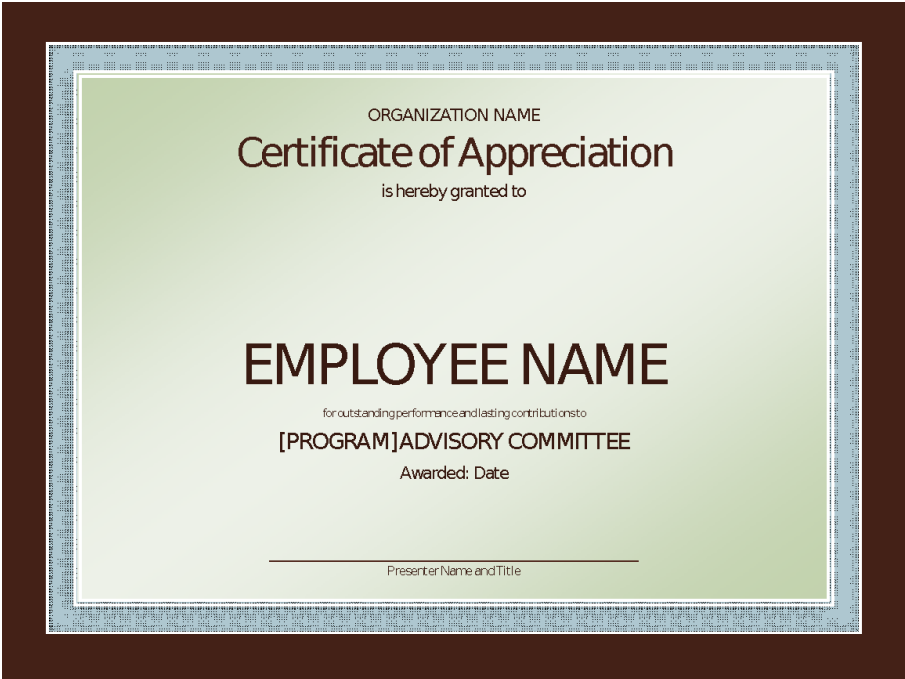 ORGANIZATION NAME
Certificate of Appreciation
is hereby granted to
EMPLOYEE NAME
for outstanding performance and lasting contributions to
[PROGRAM] ADVISORY COMMITTEE
Awarded: Date
Presenter Name and Title